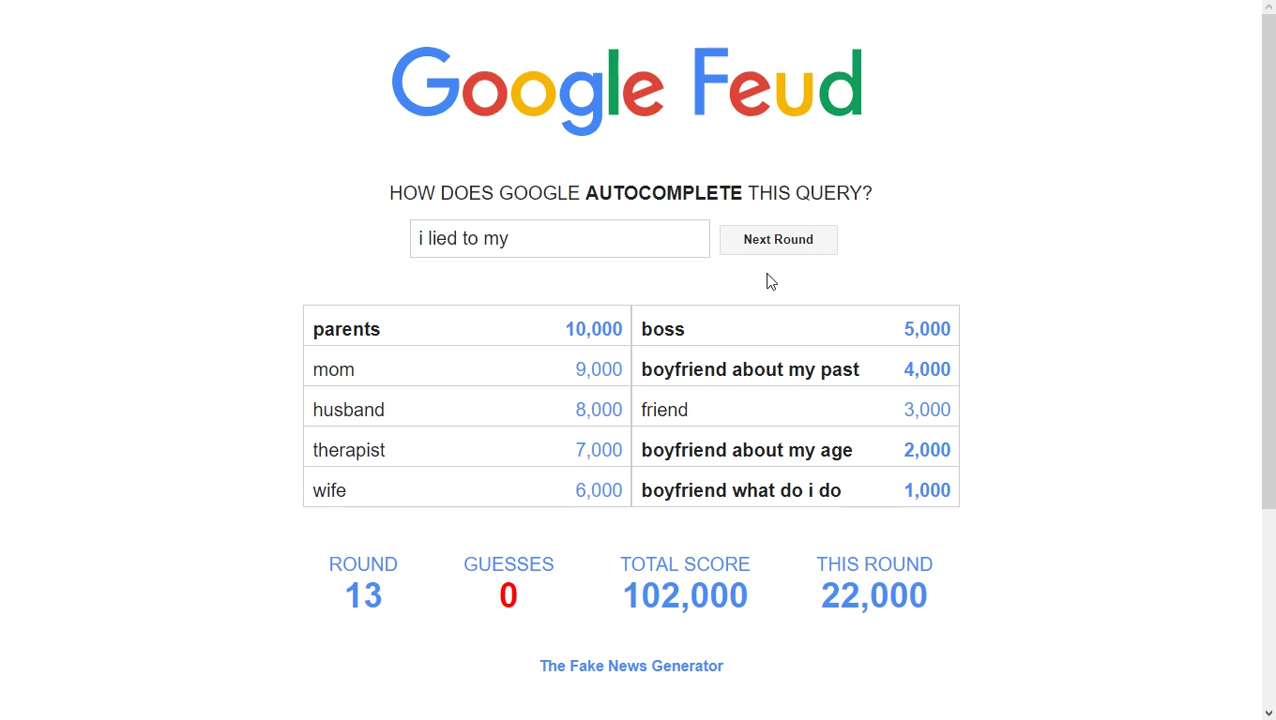 Google Feud
HOW DOES GOOGLE AUTOCOMPLETE THIS QUERY?
i lied to my
Next Round
parents 10,000 boss 5,000
mom 9,000 boyfriend about my past 4,000
husband 8,000 friend 3,000
therapist 7,000 boyfriend about my age 2,000
wife 6,000 boyfriend what do i do 1,000
ROUND GUESSES TOTAL SCORE THIS ROUND
13 0 102,000 22,000
The Fake News Generator